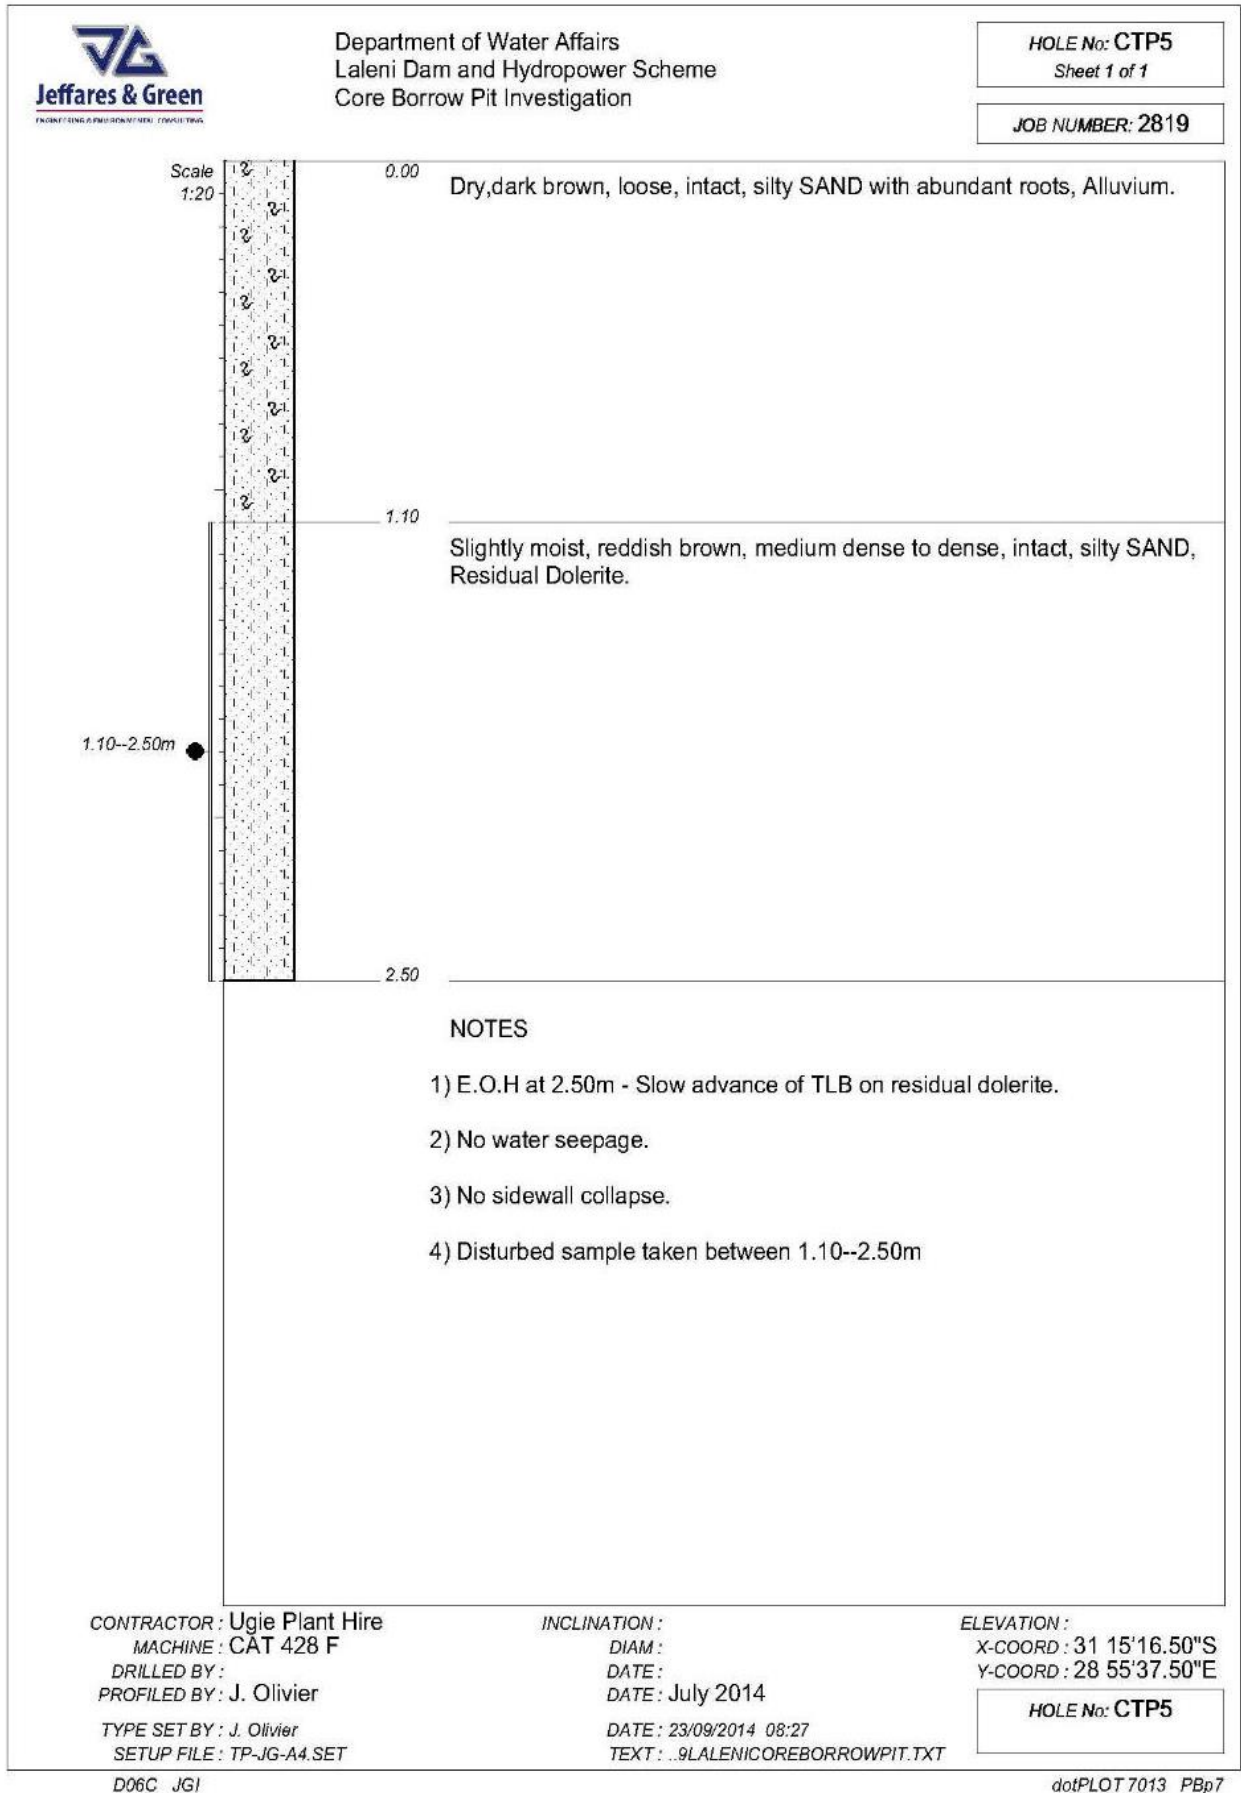 Jeffares & Green
ENGINEERING & ENVIRONMENTAL CONSULTING
Department of Water Affairs
Laleni Dam and Hydropower Scheme
Core Borrow Pit Investigation
HOLE No: CTP5
Sheet 1 of 1
JOB NUMBER: 2819
Scale
1:20
0.00
Dry,dark brown, loose, intact, silty SAND with abundant roots, Alluvium.
1.10
Slightly moist, reddish brown, medium dense to dense, intact, silty SAND,
Residual Dolerite.
1.10--2.50m
2.50
NOTES
1) E.O.H at 2.50m - Slow advance of TLB on residual dolerite.
2) No water seepage.
3) No sidewall collapse.
4) Disturbed sample taken between 1.10--2.50m
CONTRACTOR : Ugie Plant Hire
MACHINE : CAT 428 F
DRILLED BY :
PROFILED BY : J. Olivier
TYPE SET BY : J. Olivier
SETUP FILE : TP-JG-A4.SET
INCLINATION :
DIAM :
DATE :
DATE : July 2014
DATE : 23/09/2014 08:27
TEXT : ..9LALENICOREBORROWPIT.TXT
ELEVATION :
X-COORD : 31 15'16.50"S
Y-COORD : 28 55'37.50"E
HOLE No: CTP5
D06C JGI
dotPLOT 7013 PBp7